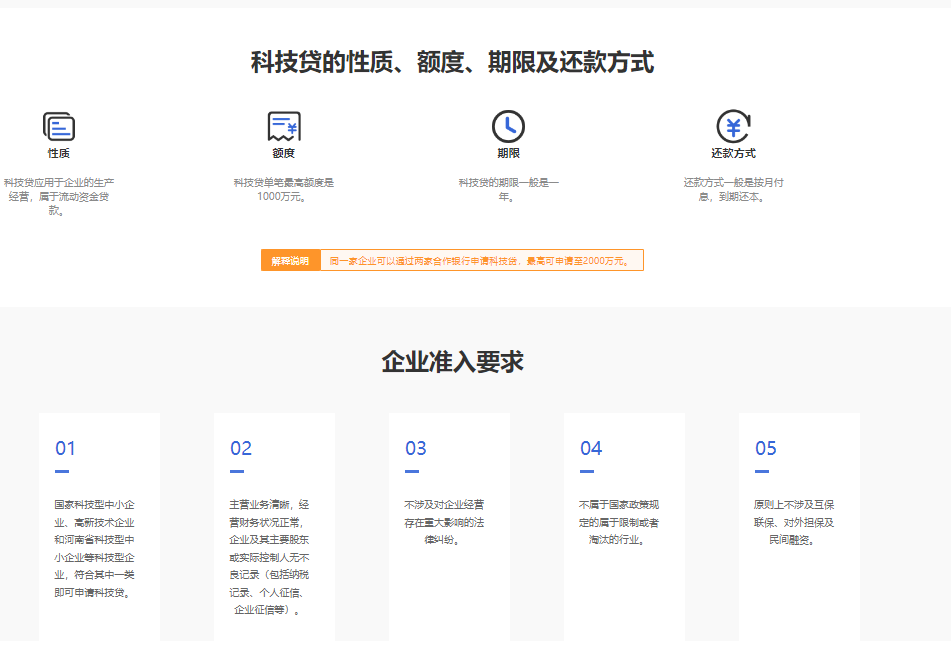 科技贷的性质、额度、期限及还款方式
性质
科技贷应用于企业的生产
经营，属于流动资金贷
款。
额度
科技贷单笔最高额度是
1000万元。
期限
科技贷的期限一般是一
年。
还款方式
还款方式一般是按月付
息，到期还本。
解释说明
同一家企业可以通过两家合作银行申请科技贷，最高可申请至2000万元。
企业准入要求
01
国家科技型中小企
业、高新技术企业
和河南省科技型中
小企业等科技型企
业，符合其中一类
即可申请科技贷。
02
主营业务清晰，经
营财务状况正常，
企业及其主要股东
或实际控制人无不
良记录（包括纳税
记录、个人征信、
企业征信等）。
03
不涉及对企业经营
存在重大影响的法
律纠纷。
04
不属于国家政策规
定的属于限制或者
淘汰的行业。
05
原则上不涉及互保
联保、对外担保及
民间融资。